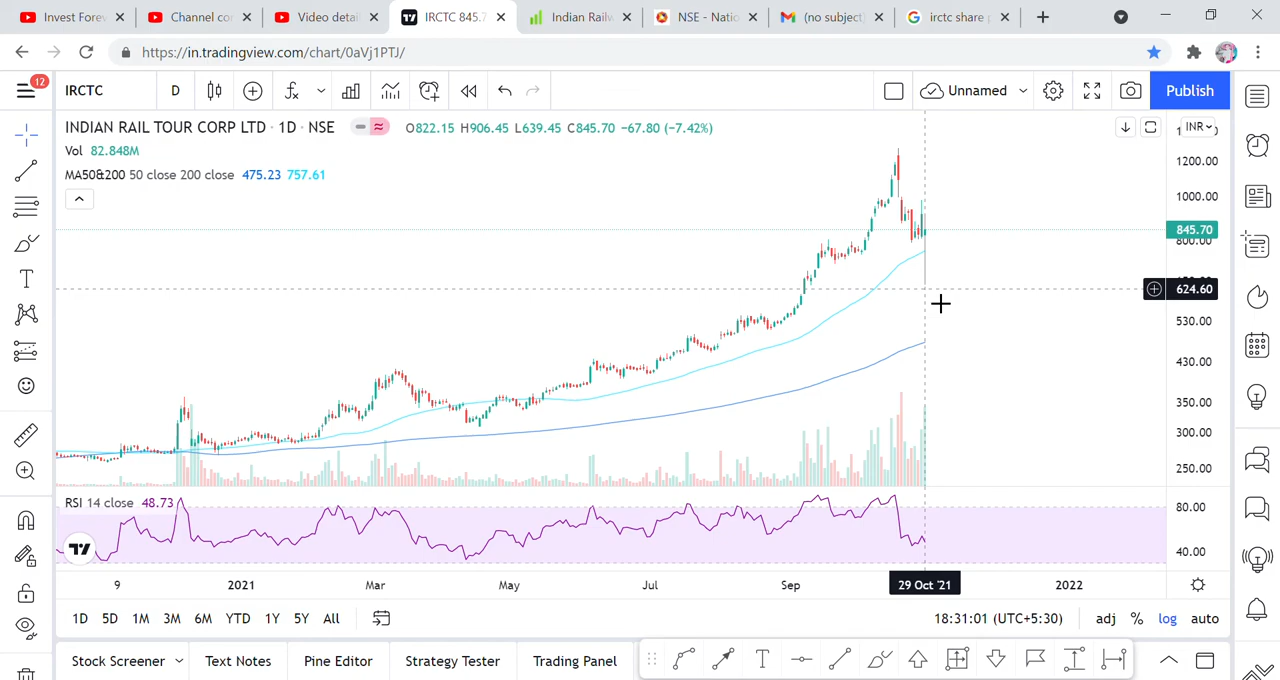 Invest Forev
Channel co
Video detai
IRCTC 845.7
Indian Railw
NSE - Natio
(no subject)
irctc share p
https://in.tradingview.com/chart/0aVj1PTJ/
12
IRCTC
D
Unnamed
Publish
INDIAN RAIL TOUR CORP LTD · 1D · NSE
O822.15 H906.45 L639.45 C845.70 −67.80 (−7.42%)
INR
Vol 82.848M
MA50&200 50 close 200 close 475.23 757.61
1200.00
1000.00
845.70
800.00
624.60
530.00
430.00
350.00
300.00
250.00
RSI 14 close 48.73
80.00
40.00
9
2021
Mar
May
Jul
Sep
29 Oct '21
2022
1D 5D 1M 3M 6M YTD 1Y 5Y All
18:31:01 (UTC+5:30)
adj % log auto
Stock Screener
Text Notes
Pine Editor
Strategy Tester
Trading Panel
T